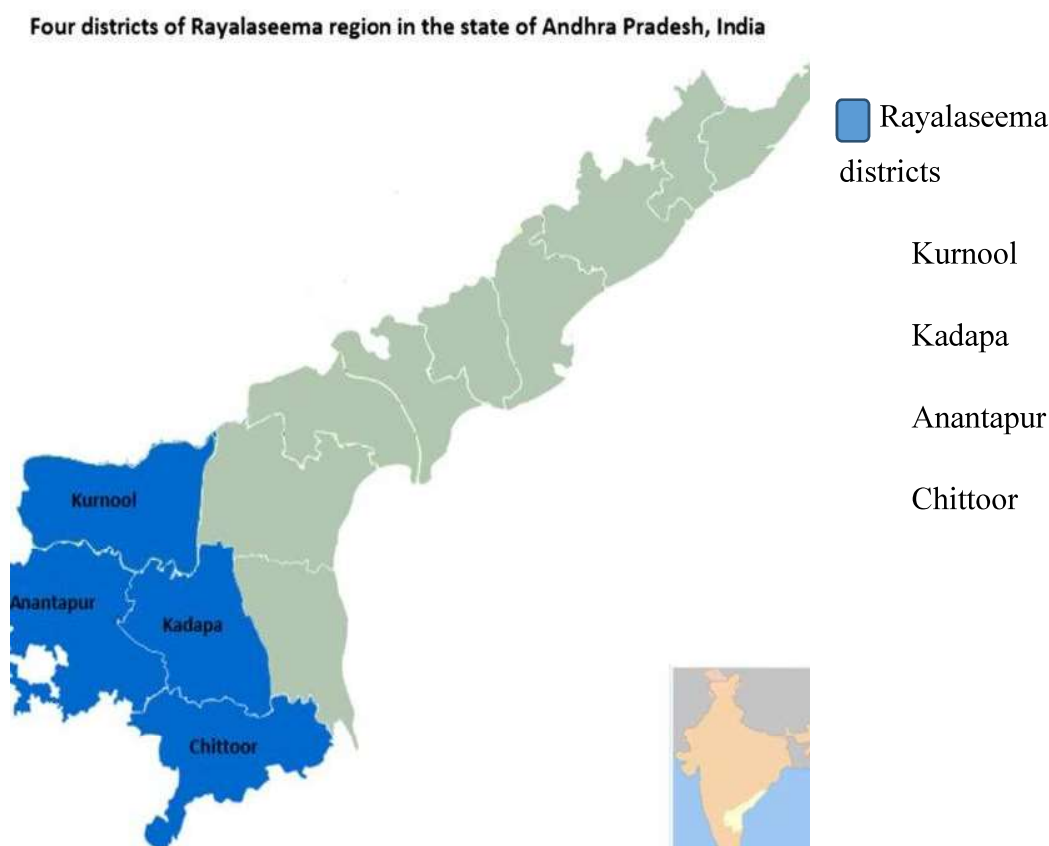 Four districts of Rayalaseema region in the state of Andhra Pradesh, India
Rayalaseema
districts
Kurnool
Kadapa
Anantapur
Chittoor
Kurnool
Anantapur
Kadapa
Chittoor